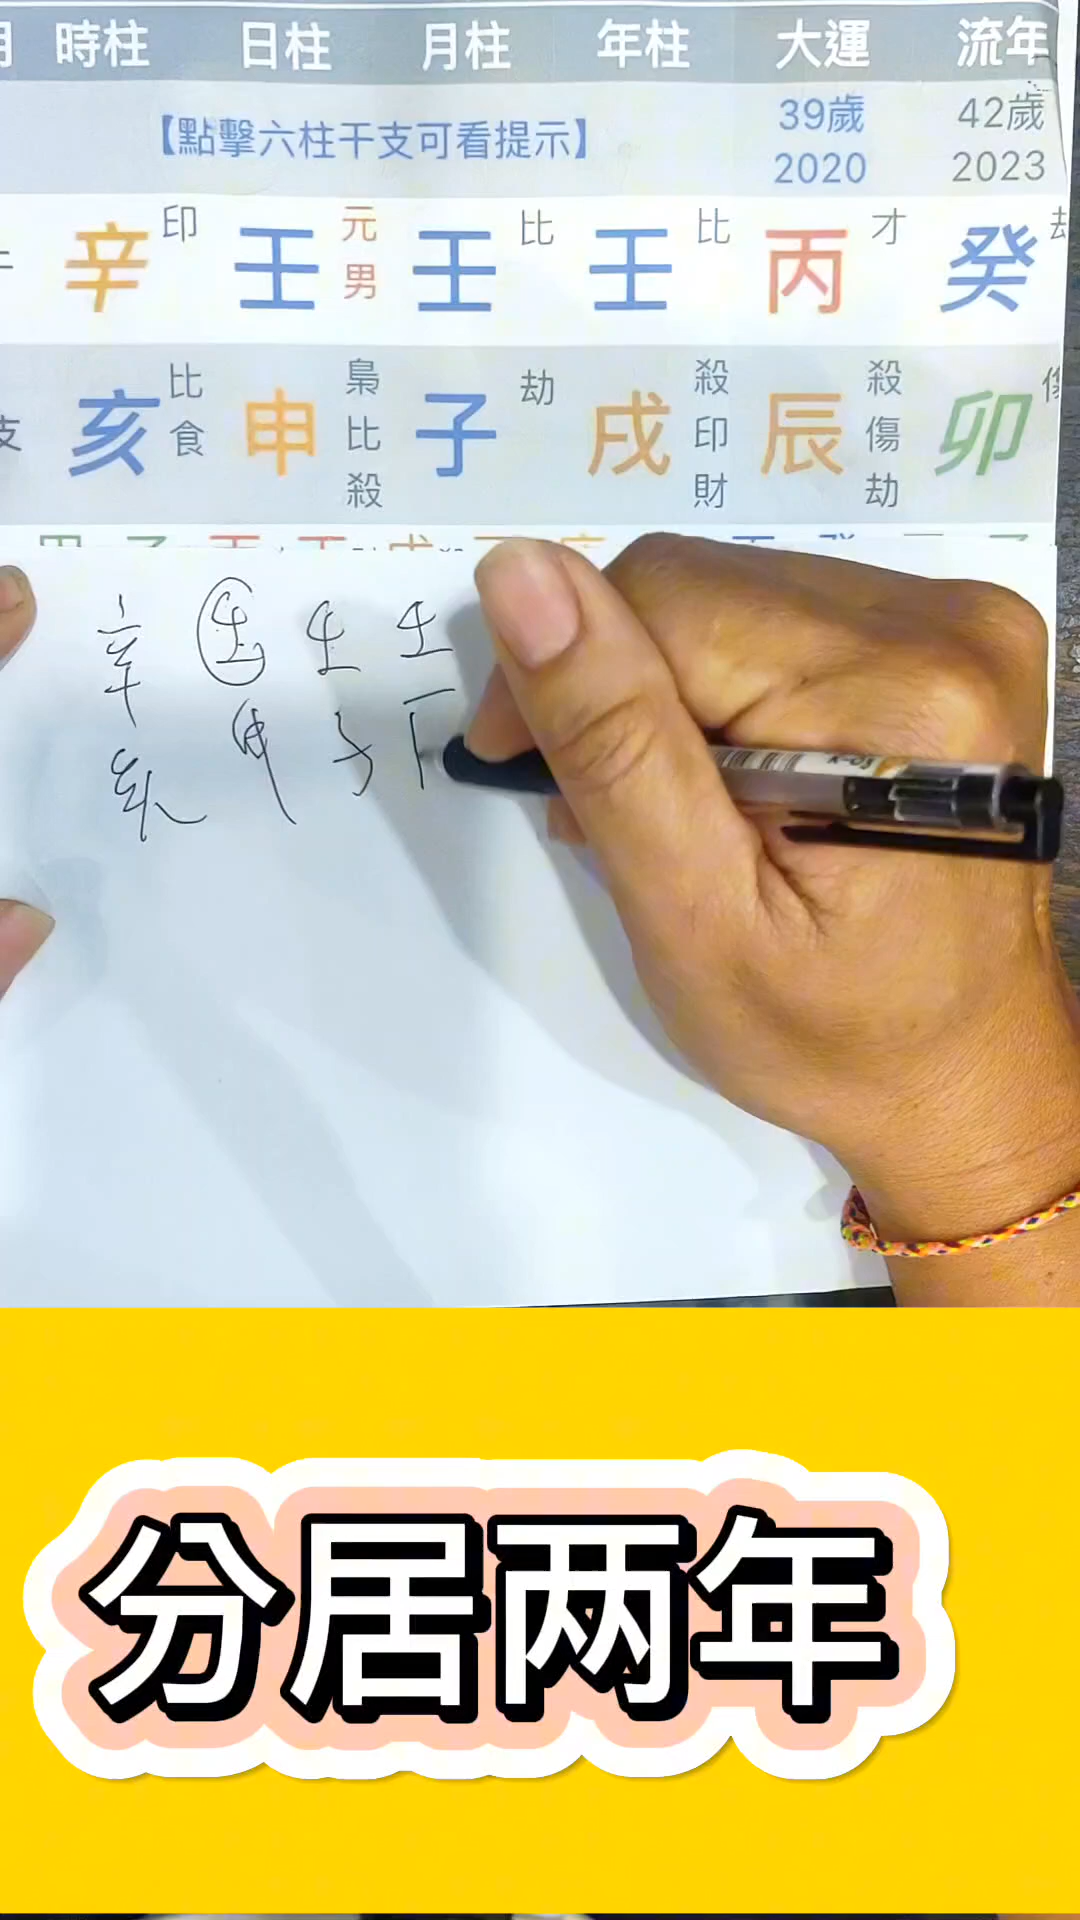 時柱 日柱 月柱 年柱 大運 流年
【點擊六柱干支可看提示】 39歲 42歲
2020 2023
辛 印 壬 元男 壬 比 壬 比 丙 才 癸 劫
支 亥 比食 申 梟比殺 子 劫 戌 殺印財 辰 殺傷劫 卯 傷
辛 壬 壬 壬
亥 申 子
分居两年